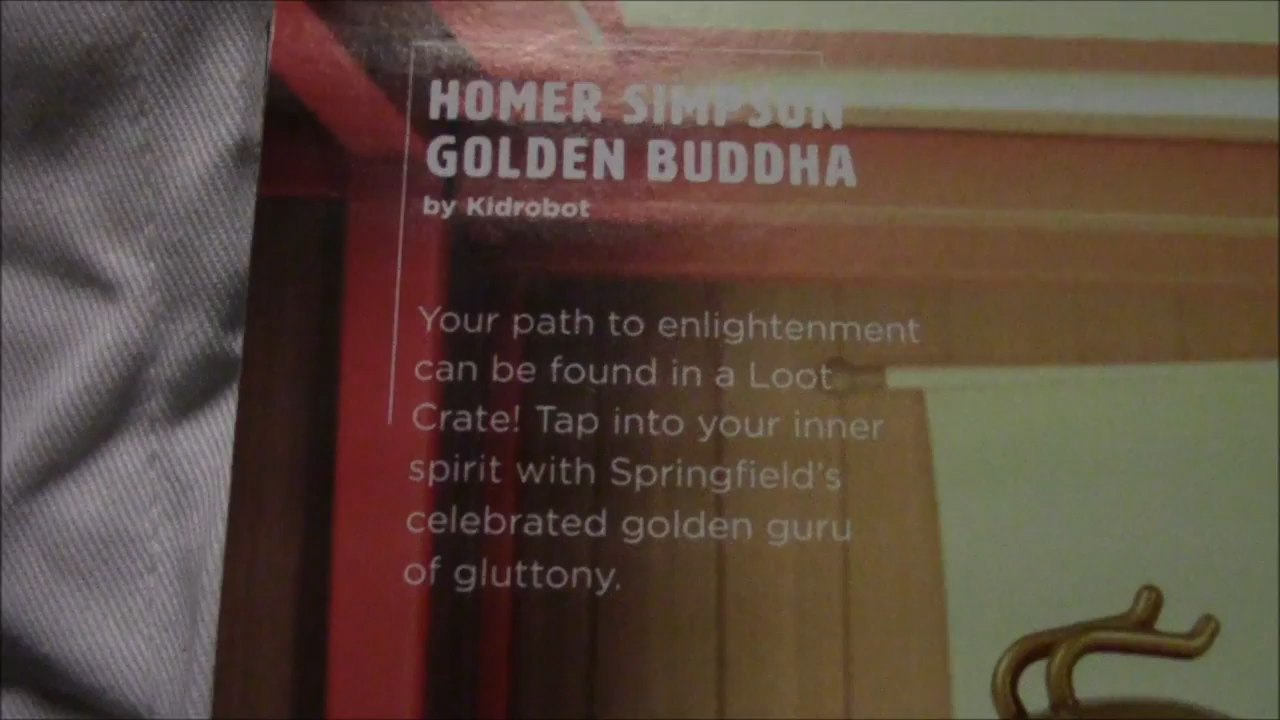 HOMER SIMPSON
GOLDEN BUDDHA
by Kidrobot
Your path to enlightenment
can be found in a Loot
Crate! Tap into your inner
spirit with Springfield's
celebrated golden guru
of gluttony.